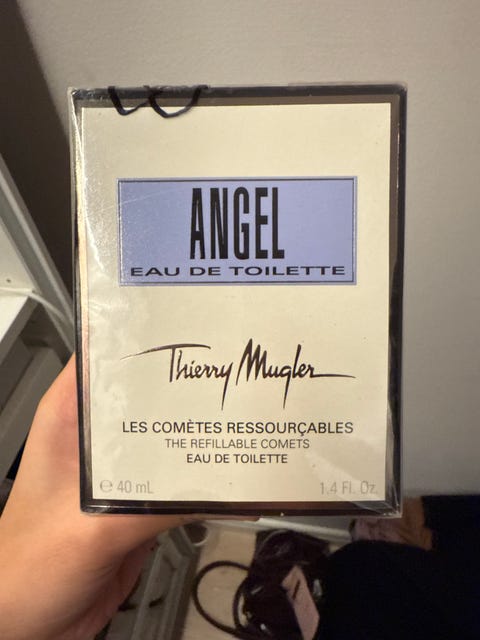 ANGEL
EAU DE TOILETTE
Thierry Mugler
LES COMÈTES RESSOURÇABLES
THE REFILLABLE COMETS
EAU DE TOILETTE
℮ 40 mL 1.4 Fl. Oz.